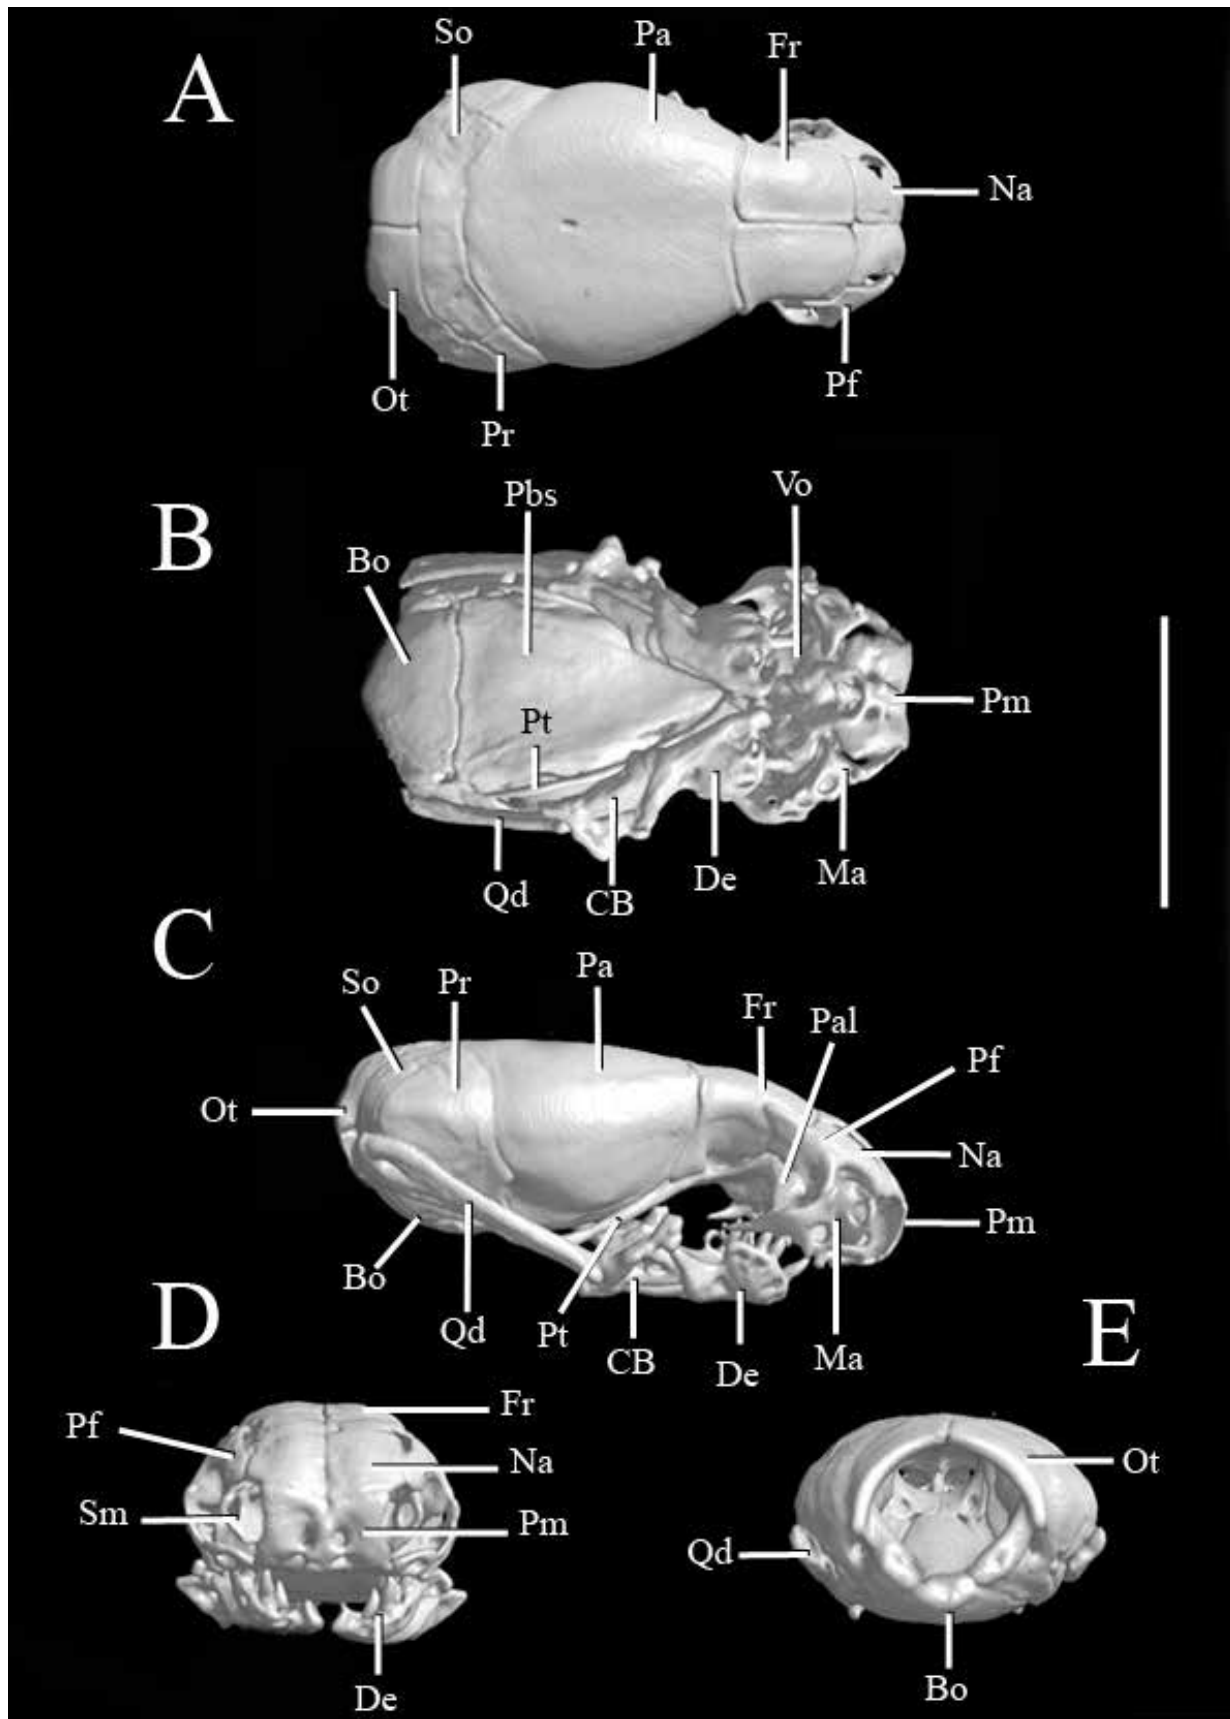 A
So
Pa
Fr
Na
Ot
Pr
Pf
B
Bo
Pbs
Vo
Pt
Pm
Qd
CB
De
Ma
C
So
Pr
Pa
Fr
Pal
Pf
Ot
Na
Pm
Bo
Qd
Pt
CB
De
Ma
D
Pf
Fr
Na
Sm
Pm
De
E
Ot
Qd
Bo